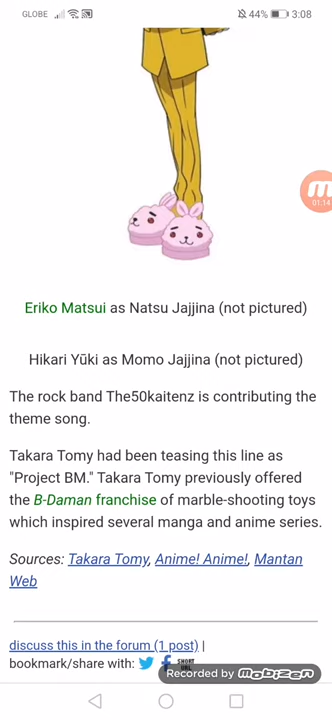 GLOBE 44% 3:08
01:14
Eriko Matsui as Natsu Jajjina (not pictured)
Hikari Yūki as Momo Jajjina (not pictured)
The rock band The50kaitenz is contributing the
theme song.
Takara Tomy had been teasing this line as
"Project BM." Takara Tomy previously offered
the B-Daman franchise of marble-shooting toys
which inspired several manga and anime series.
Sources: Takara Tomy, Anime! Anime!, Mantan
Web
discuss this in the forum (1 post) |
bookmark/share with: SHORT
Recorded by mobizen